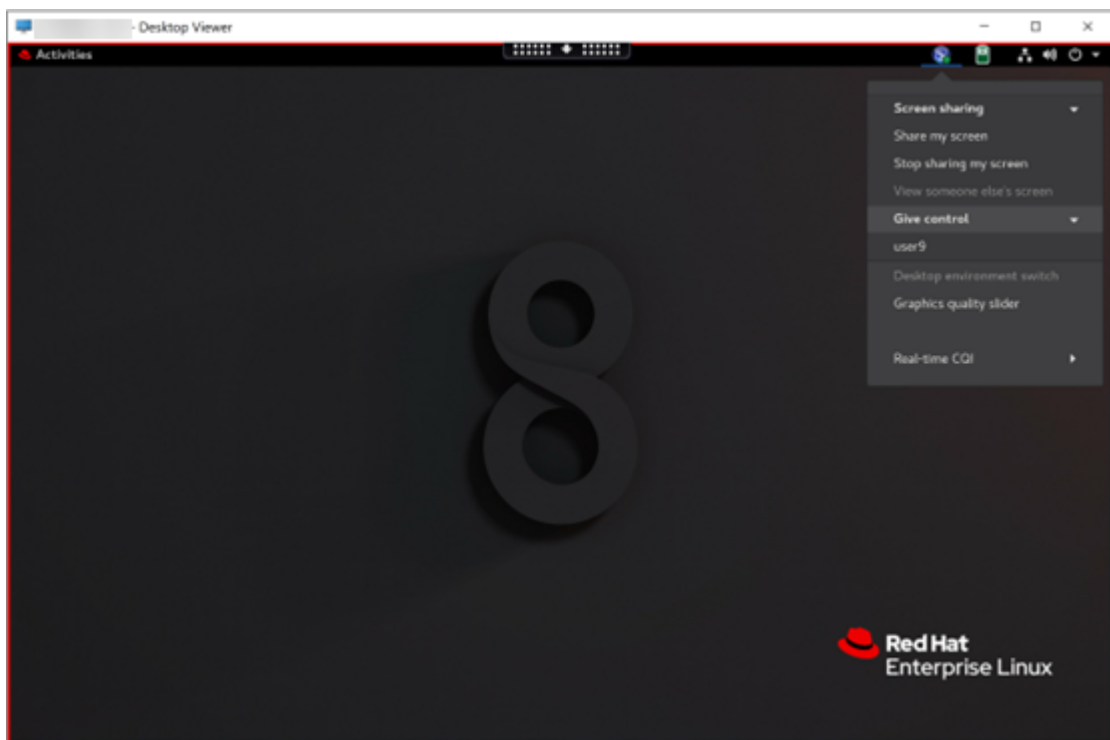 - Desktop Viewer
Activities
Screen sharing
Share my screen
Stop sharing my screen
View someone else's screen
Give control
user9
Desktop environment switch
Graphics quality slider
Real-time CQI
8
Red Hat
Enterprise Linux